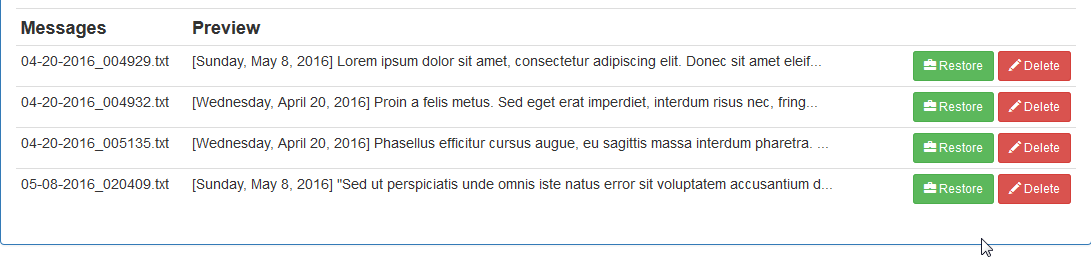 Messages Preview
04-20-2016_004929.txt [Sunday, May 8, 2016] Lorem ipsum dolor sit amet, consectetur adipiscing elit. Donec sit amet eleif... Restore Delete
04-20-2016_004932.txt [Wednesday, April 20, 2016] Proin a felis metus. Sed eget erat imperdiet, interdum risus nec, fring... Restore Delete
04-20-2016_005135.txt [Wednesday, April 20, 2016] Phasellus efficitur cursus augue, eu sagittis massa interdum pharetra. ... Restore Delete
05-08-2016_020409.txt [Sunday, May 8, 2016] "Sed ut perspiciatis unde omnis iste natus error sit voluptatem accusantium d... Restore Delete